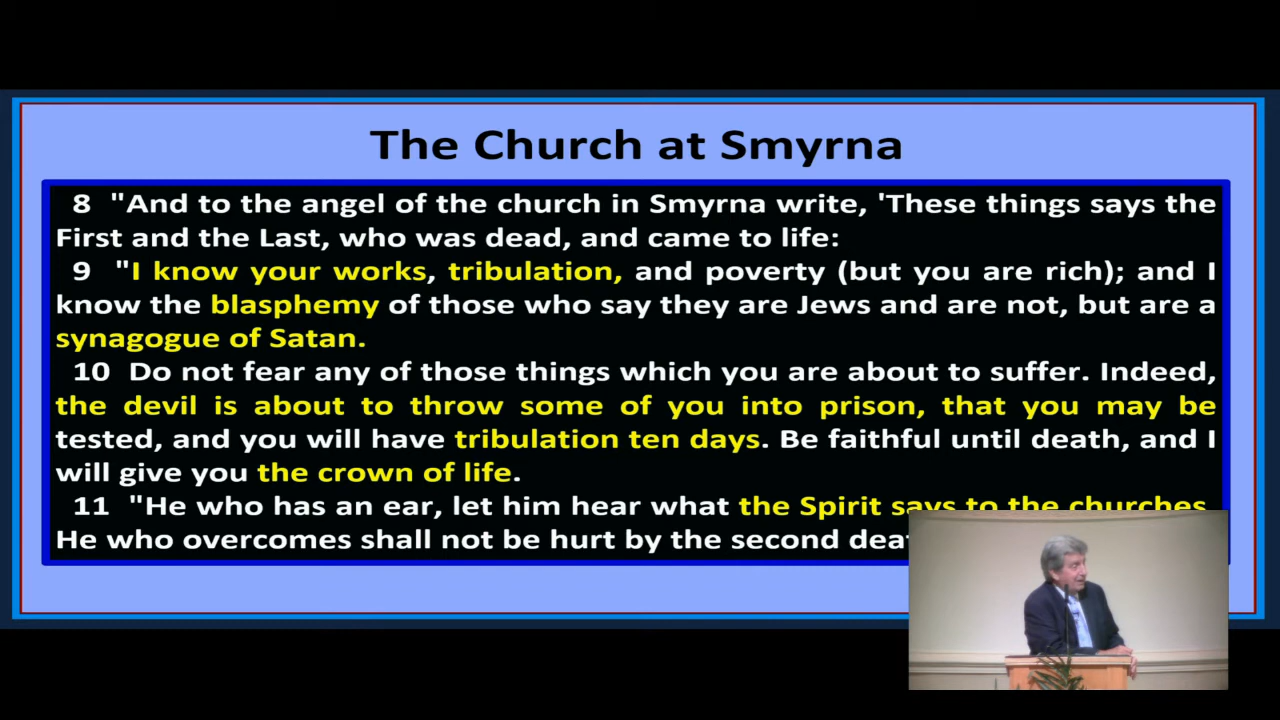 The Church at Smyrna
8 "And to the angel of the church in Smyrna write, 'These things says the
First and the Last, who was dead, and came to life:
9 "I know your works, tribulation, and poverty (but you are rich); and I
know the blasphemy of those who say they are Jews and are not, but are a
synagogue of Satan.
10 Do not fear any of those things which you are about to suffer. Indeed,
the devil is about to throw some of you into prison, that you may be
tested, and you will have tribulation ten days. Be faithful until death, and I
will give you the crown of life.
11 "He who has an ear, let him hear what the Spirit says to the churches.
He who overcomes shall not be hurt by the second